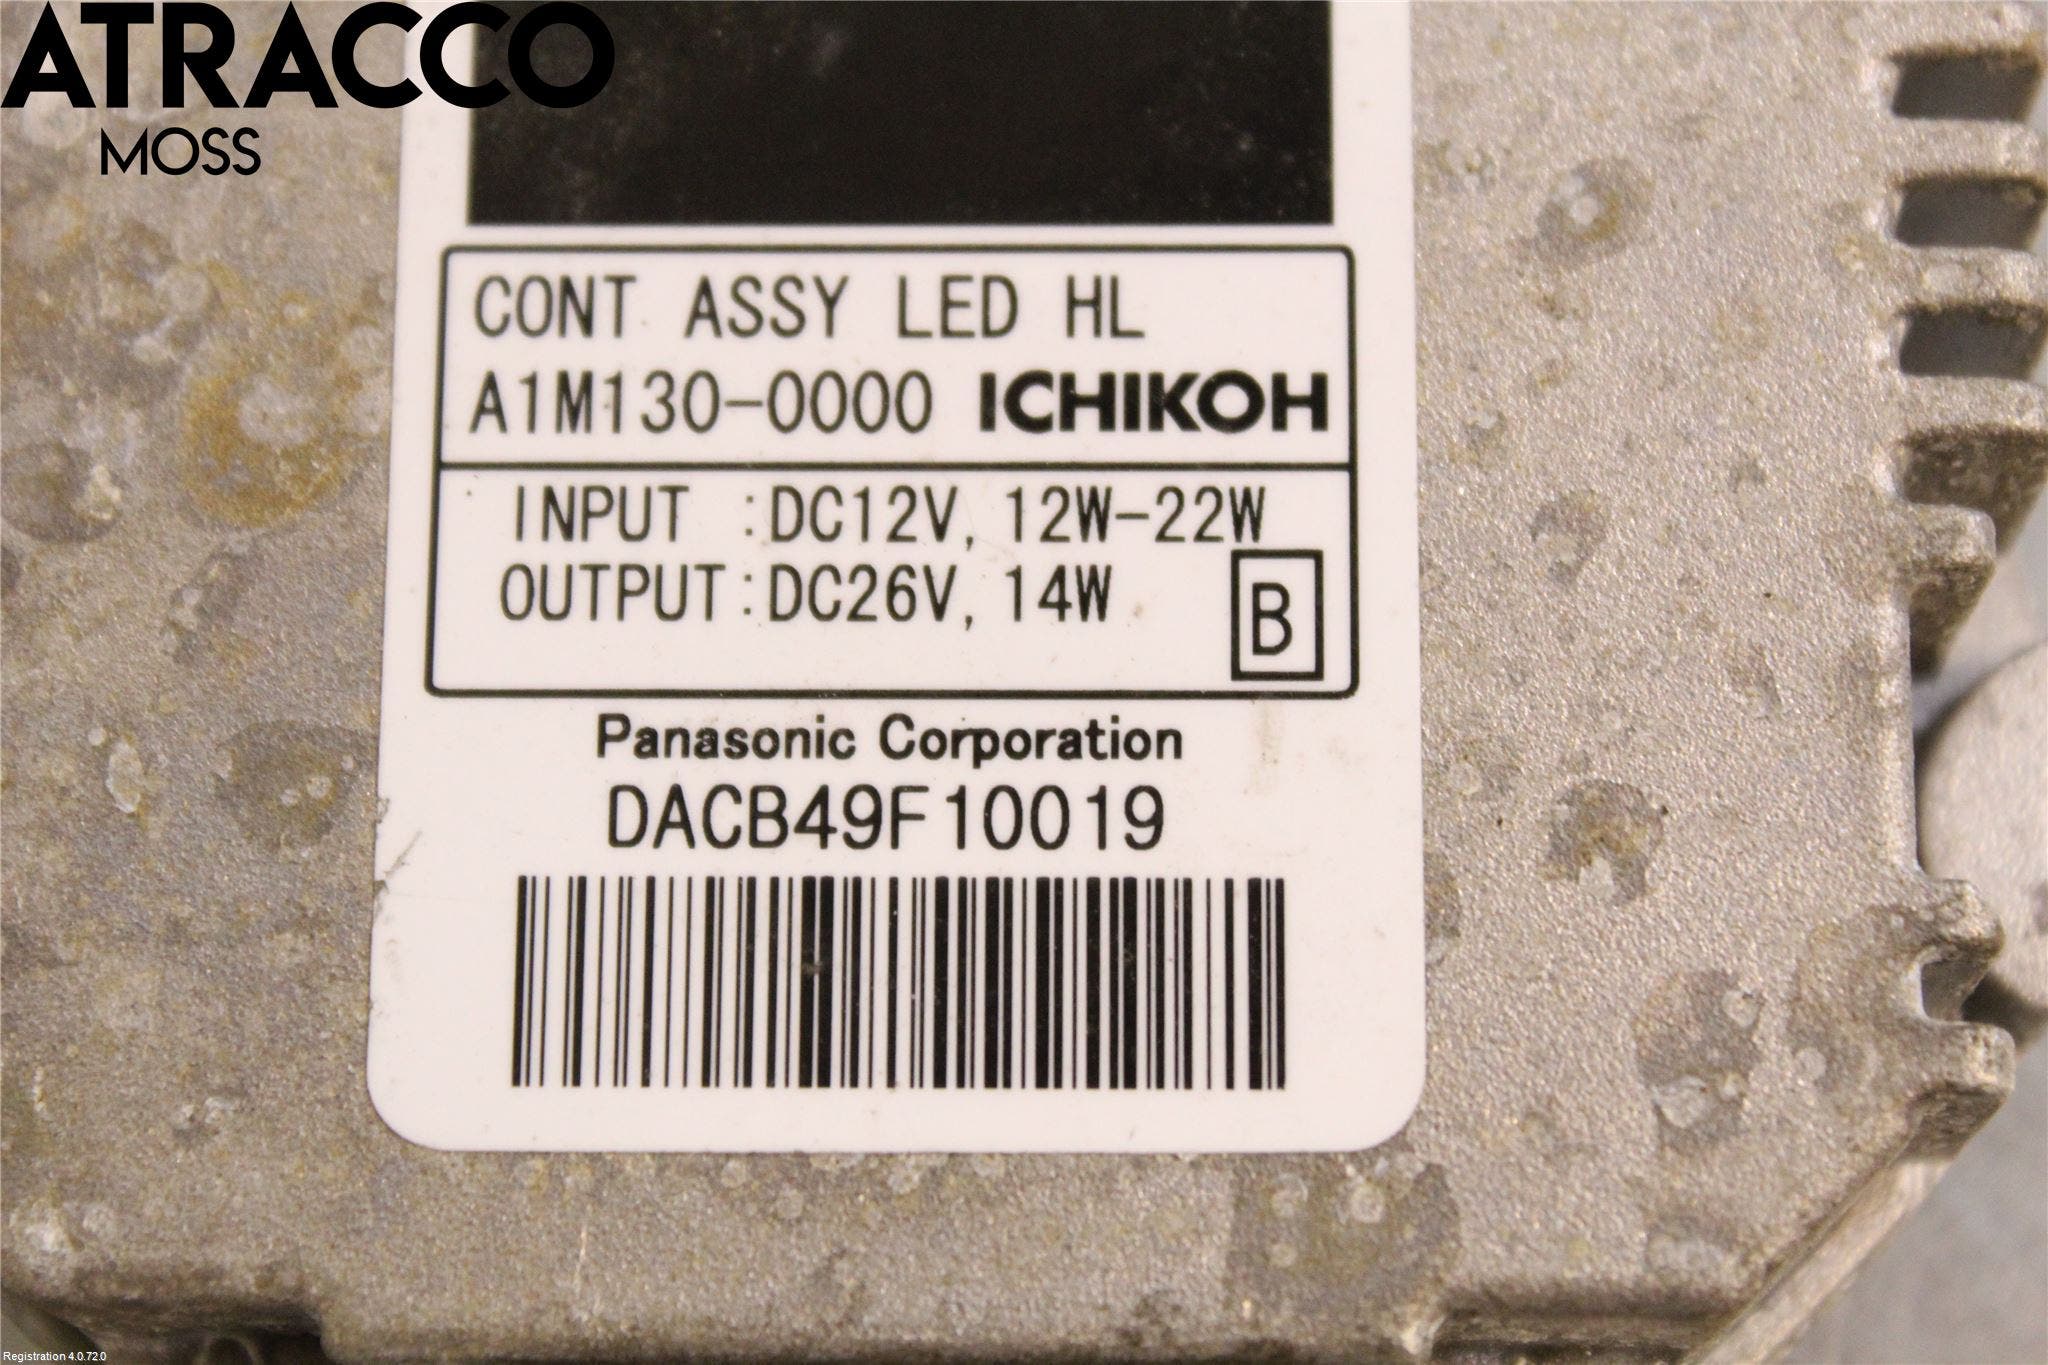 ATRACCO
MOSS
CONT ASSY LED HL
A1M130-0000 ICHIKOH
INPUT :DC12V, 12W-22W
OUTPUT:DC26V, 14W
B
Panasonic Corporation
DACB49F10019
Registration 4.0.72.0